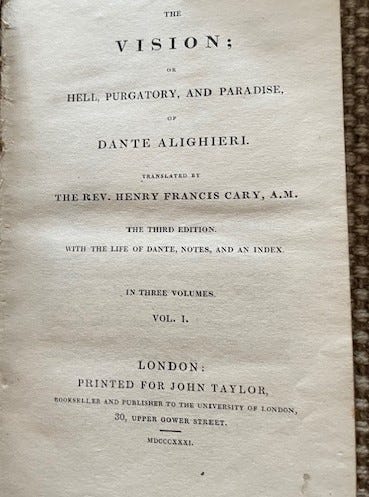 THE
VISION;
OR
HELL, PURGATORY, AND PARADISE,
OF
DANTE ALIGHIERI.
TRANSLATED BY
THE REV. HENRY FRANCIS CARY, A.M.
THE THIRD EDITION.
WITH THE LIFE OF DANTE, NOTES, AND AN INDEX.
IN THREE VOLUMES.
VOL. I.
LONDON:
PRINTED FOR JOHN TAYLOR,
BOOKSELLER AND PUBLISHER TO THE UNIVERSITY OF LONDON,
30, UPPER GOWER STREET.
MDCCCXXXI.